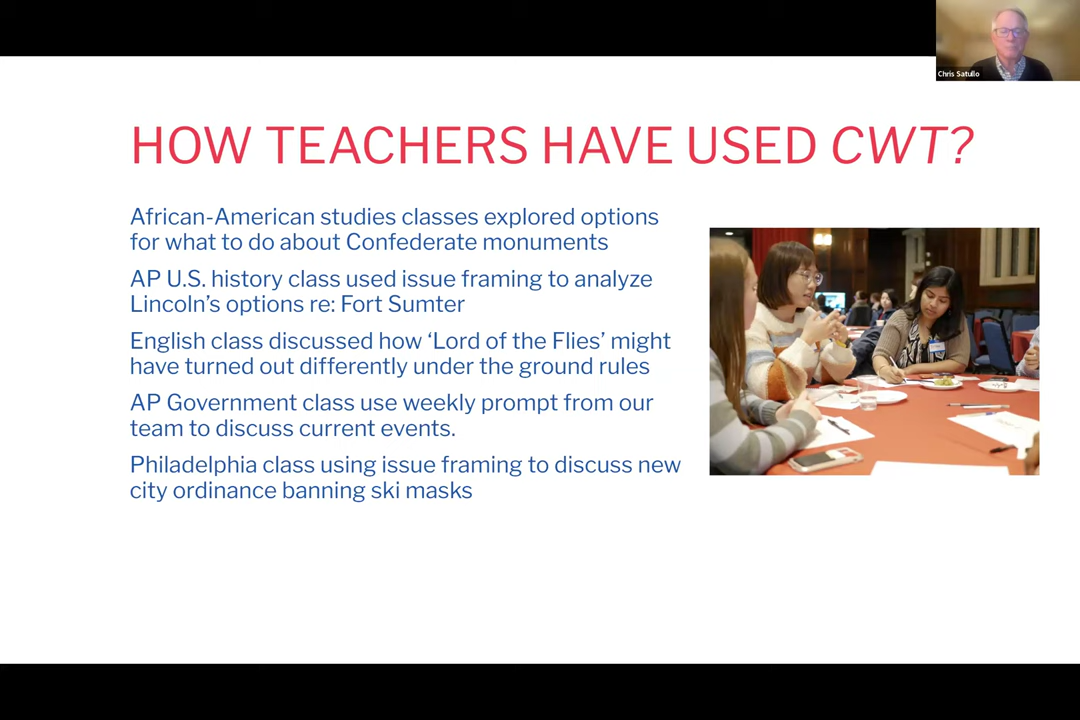 Chris Satullo
HOW TEACHERS HAVE USED CWT?
African-American studies classes explored options
for what to do about Confederate monuments
AP U.S. history class used issue framing to analyze
Lincoln's options re: Fort Sumter
English class discussed how ‘Lord of the Flies’ might
have turned out differently under the ground rules
AP Government class use weekly prompt from our
team to discuss current events.
Philadelphia class using issue framing to discuss new
city ordinance banning ski masks